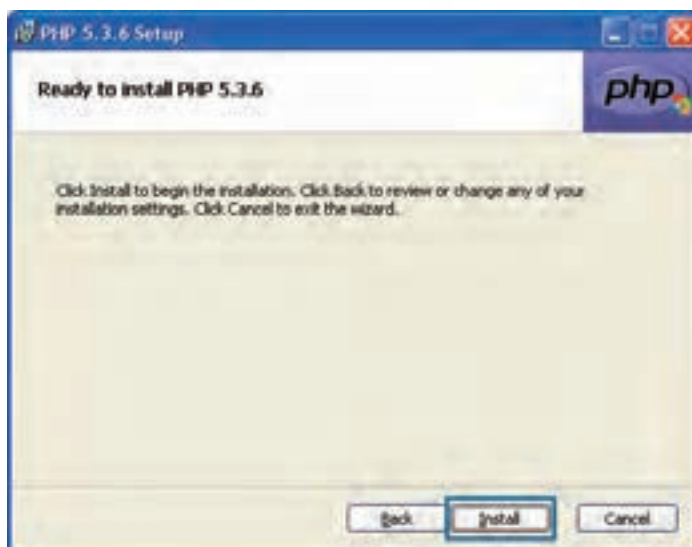 PHP 5.3.6 Setup
Ready to install PHP 5.3.6
php
Click Install to begin the installation. Click Back to review or change any of your
installation settings. Click Cancel to exit the wizard.
Back
Install
Cancel